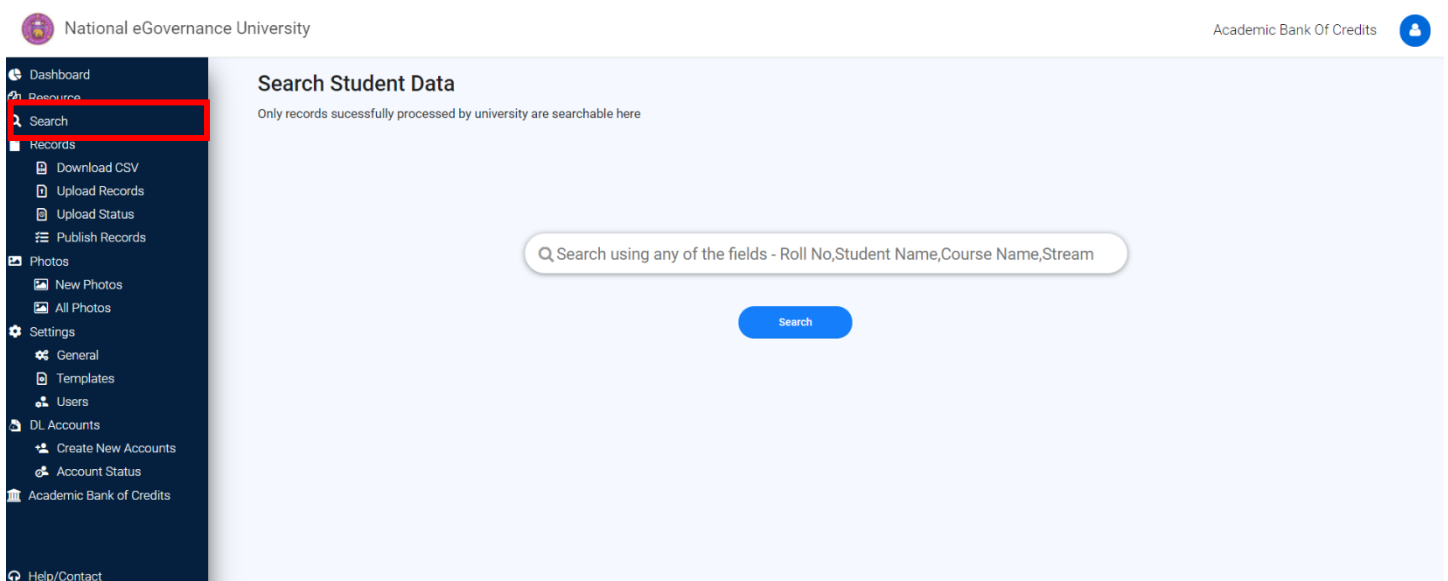 National eGovernance University
Academic Bank Of Credits
Dashboard
Resource
Search
Records
Download CSV
Upload Records
Upload Status
Publish Records
Photos
New Photos
All Photos
Settings
General
Templates
Users
DL Accounts
Create New Accounts
Account Status
Academic Bank of Credits
Help/Contact
Search Student Data
Only records sucessfully processed by university are searchable here
Search using any of the fields - Roll No,Student Name,Course Name,Stream
Search